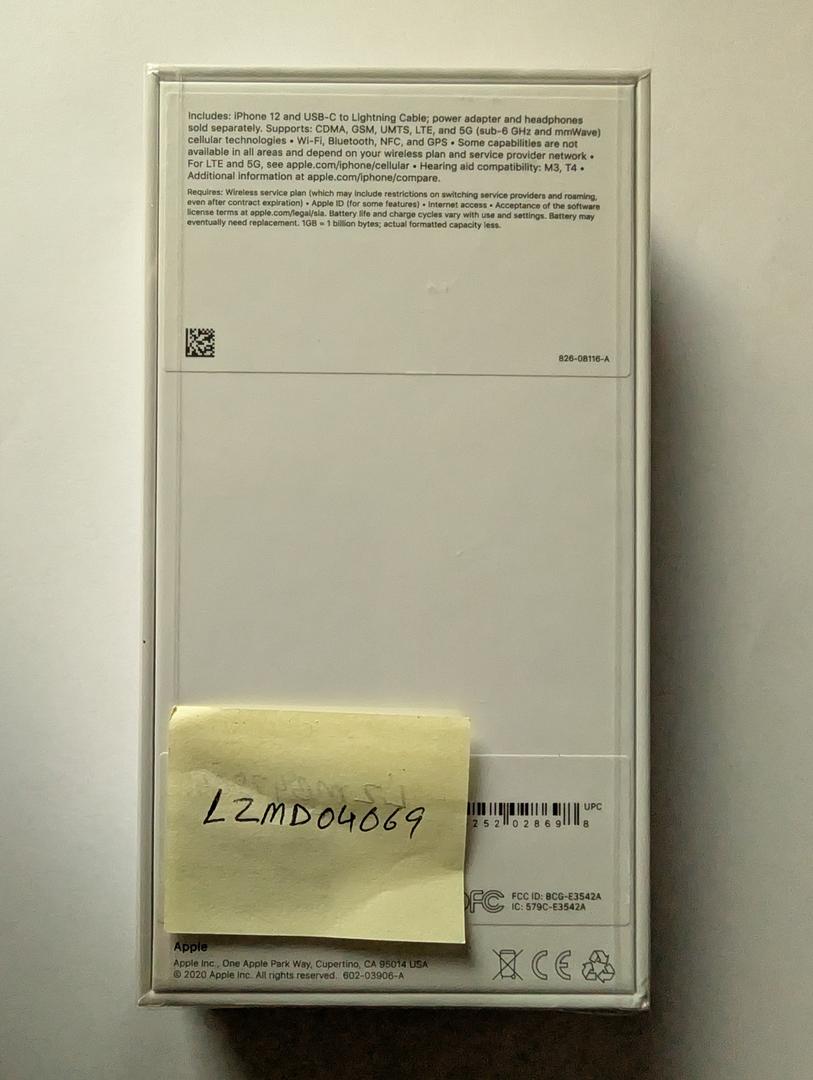 Includes: iPhone 12 and USB-C to Lightning Cable; power adapter and headphones
sold separately. Supports: CDMA, GSM, UMTS, LTE, and 5G (sub-6 GHz and mmWave)
cellular technologies • Wi-Fi, Bluetooth, NFC, and GPS • Some capabilities are not
available in all areas and depend on your wireless plan and service provider network •
For LTE and 5G, see apple.com/iphone/cellular • Hearing aid compatibility: M3, T4 •
Additional information at apple.com/iphone/compare.
Requires: Wireless service plan (which may include restrictions on switching service providers and roaming,
even after contract expiration) • Apple ID (for some features) • Internet access • Acceptance of the software
license terms at apple.com/legal/sla. Battery life and charge cycles vary with use and settings. Battery may
eventually need replacement. 1GB = 1 billion bytes; actual formatted capacity less.
826-08116-A
LZMD04069
UPC
252 02869 8
FC
FCC ID: BCG-E3542A
IC: 579C-E3542A
Apple
Apple Inc., One Apple Park Way, Cupertino, CA 95014 USA
© 2020 Apple Inc. All rights reserved. 602-03906-A
CE